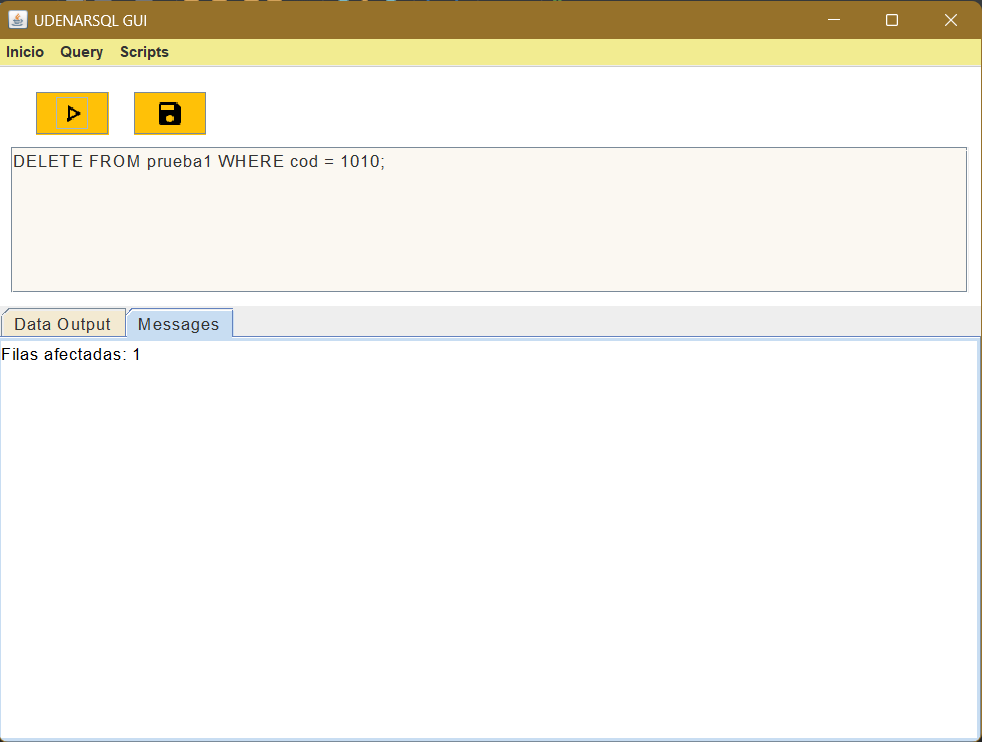 UDENARSQL GUI
Inicio Query Scripts
DELETE FROM prueba1 WHERE cod = 1010;
Data Output Messages
Filas afectadas: 1